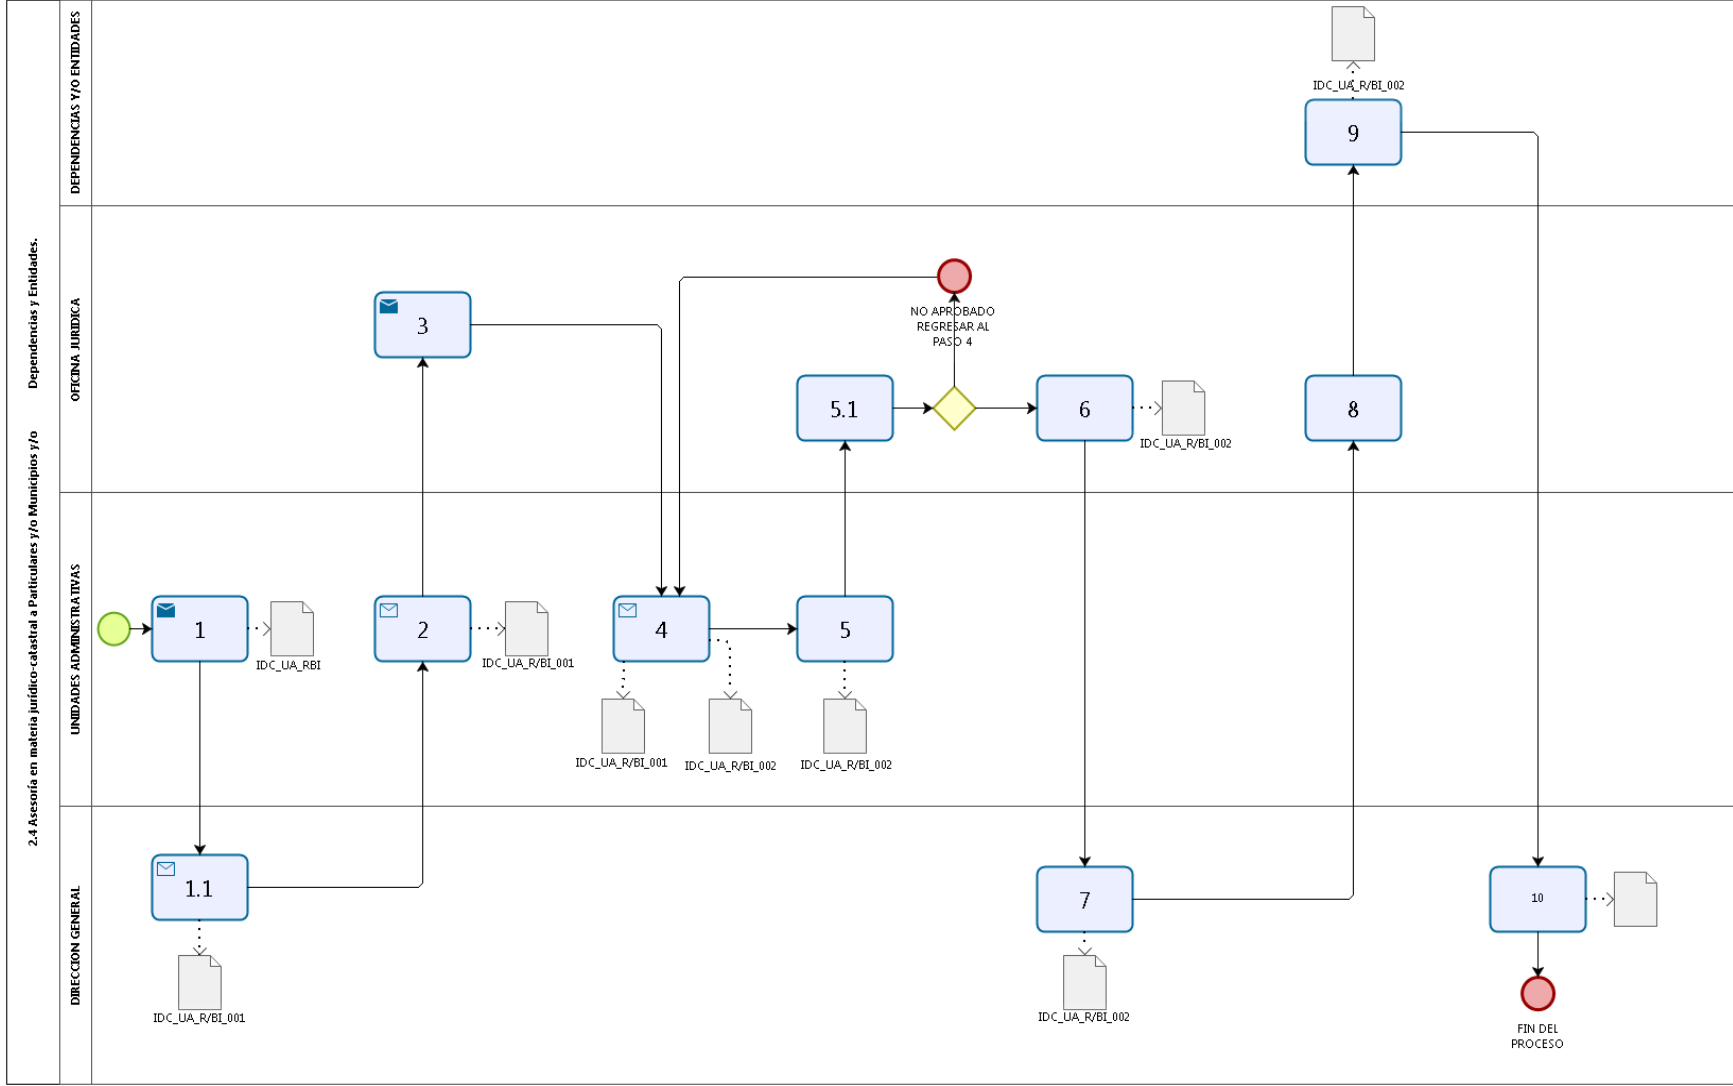 2.4 Asesoría en materia jurídico-catastral a Particulares y/o Municipios y/o Dependencias y Entidades.
DEPENDENCIAS Y/O ENTIDADES
IDC_UA_R/BI_002
9
OFICINA JURIDICA
3
NO APROBADO
REGRESAR AL
PASO 4
5.1
6
IDC_UA_R/BI_002
8
UNIDADES ADMINISTRATIVAS
1
IDC_UA_RBI
2
IDC_UA_R/BI_001
4
IDC_UA_R/BI_001
IDC_UA_R/BI_002
5
IDC_UA_R/BI_002
DIRECCION GENERAL
1.1
IDC_UA_R/BI_001
7
IDC_UA_R/BI_002
10
FIN DEL
PROCESO